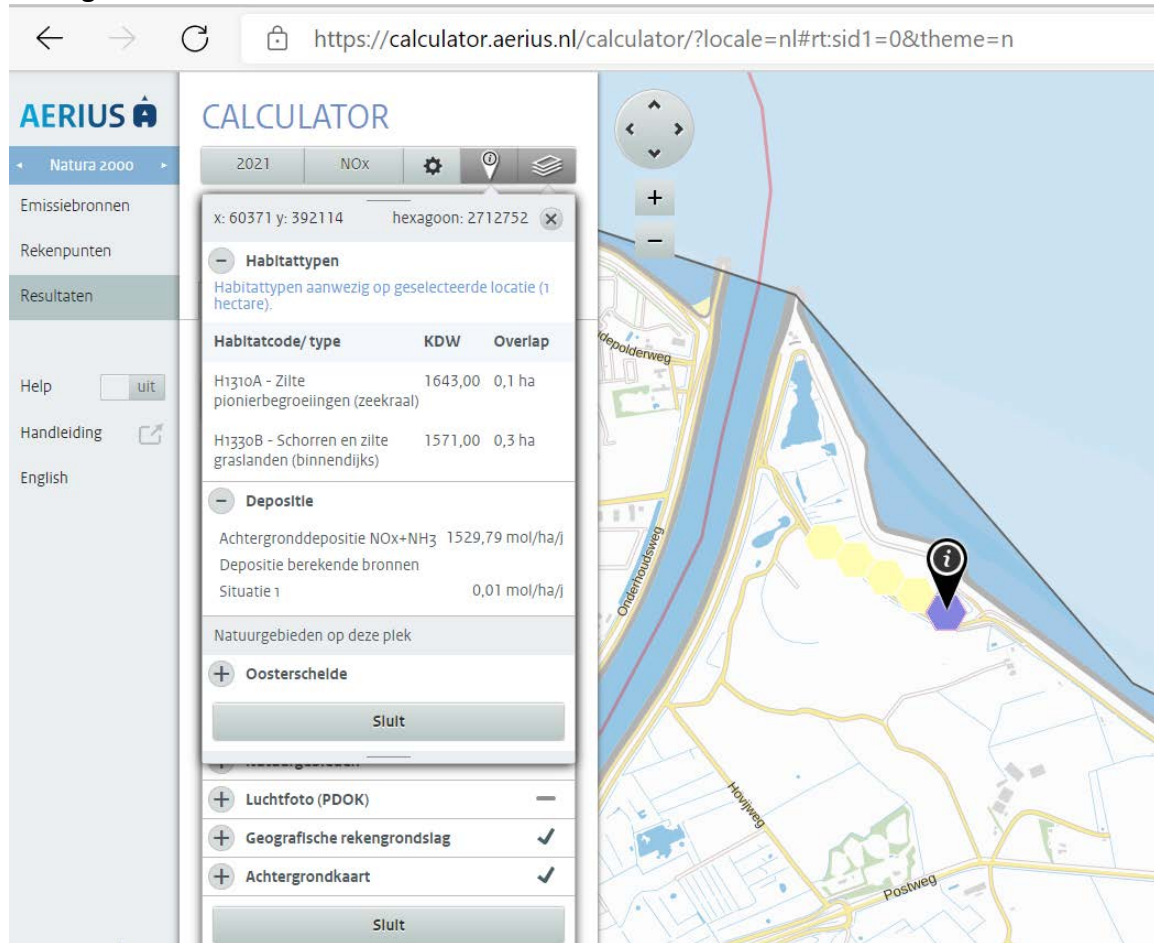 https://calculator.aerius.nl/calculator/?locale=nl#rt:sid1=0&theme=n
AERIUS
CALCULATOR
Natura 2000
2021 NOx
Emissiebronnen
Rekenpunten
Resultaten
Help uit
Handleiding
English
x: 60371 y: 392114 hexagoon: 2712752
Habitattypen
Habitattypen aanwezig op geselecteerde locatie (1
hectare).
Habitatcode/ type KDW Overlap
H1310A - Zilte 1643,00 0,1 ha
pionierbegroeiingen (zeekraal)
H1330B - Schorren en zilte 1571,00 0,3 ha
graslanden (binnendijks)
Depositie
Achtergronddepositie NOx+NH3 1529,79 mol/ha/j
Depositie berekende bronnen
Situatie 1 0,01 mol/ha/j
Natuurgebieden op deze plek
Oosterschelde
Sluit
Natuurgebieden
Luchtfoto (PDOK)
Geografische rekengrondslag
Achtergrondkaart
Sluit
Onderhoudsweg
Hovijweg
Postweg